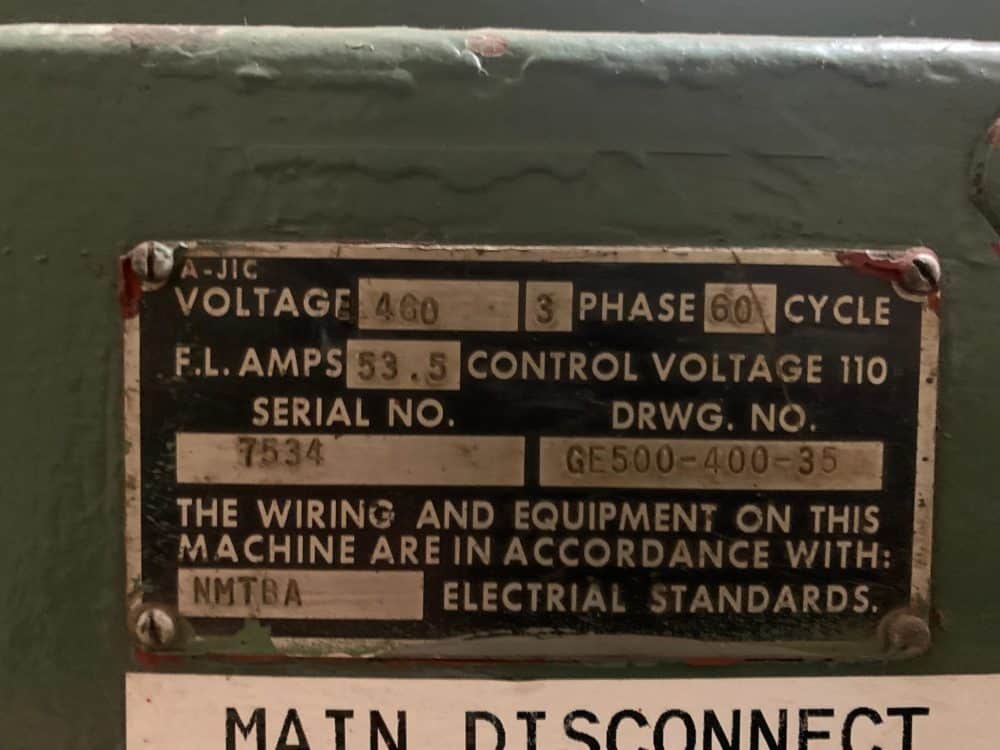 A-JIC
VOLTAGE 460 3 PHASE 60 CYCLE
F.L. AMPS 53.5 CONTROL VOLTAGE 110
SERIAL NO. DRWG. NO.
7534 GE500-400-35
THE WIRING AND EQUIPMENT ON THIS
MACHINE ARE IN ACCORDANCE WITH:
NMTBA ELECTRIAL STANDARDS.
MAIN DISCONNECT